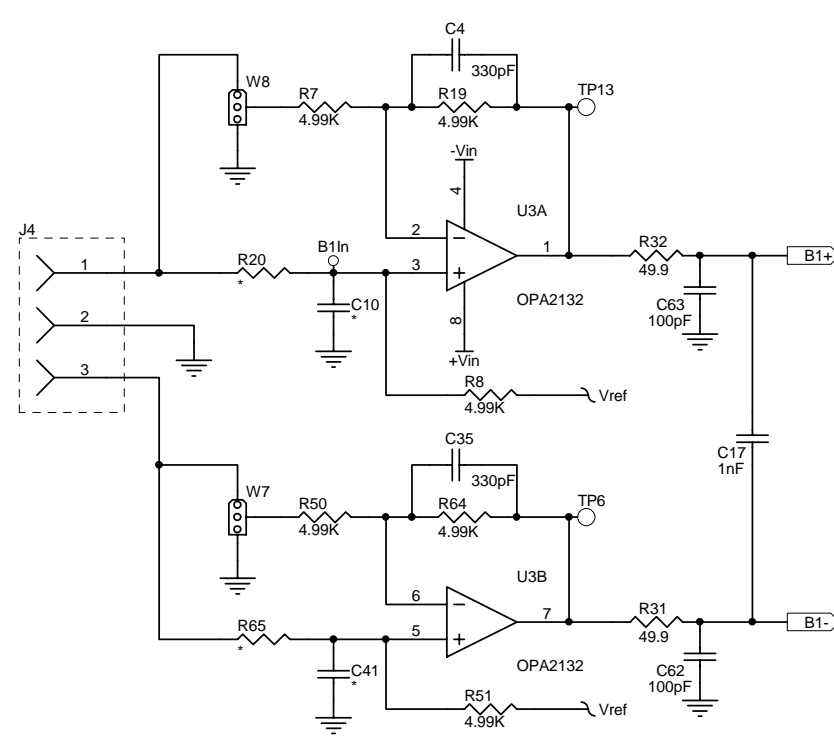 C4
330pF
W8
R7
4.99K
R19
4.99K
TP13
-Vin
4
U3A
J4
2
1
1
R20
*
B1In
3
R32
49.9
B1+
C10
*
OPA2132
C63
100pF
2
8
+Vin
3
R8
4.99K
Vref
C35
330pF
C17
1nF
W7
R50
4.99K
R64
4.99K
TP6
U3B
6
7
R65
*
5
R31
49.9
B1-
C41
*
OPA2132
C62
100pF
R51
4.99K
Vref